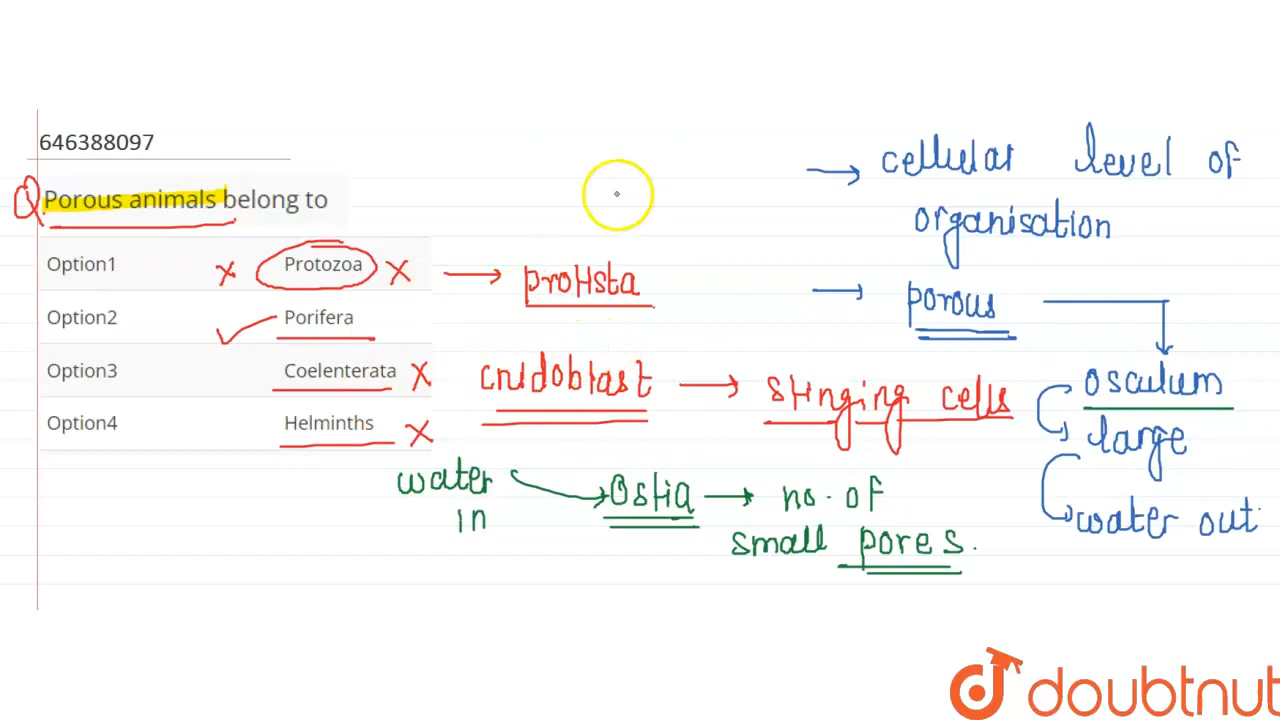 646388097
Q Porous animals belong to
Option1 Protozoa
Option2 Porifera
Option3 Coelenterata
Option4 Helminths
protista
cnidoblast → stinging cells
water in → Ostia → no. of small pores.
→ cellular level of
organisation
→ porous
osculum
large
water out
doubtnut